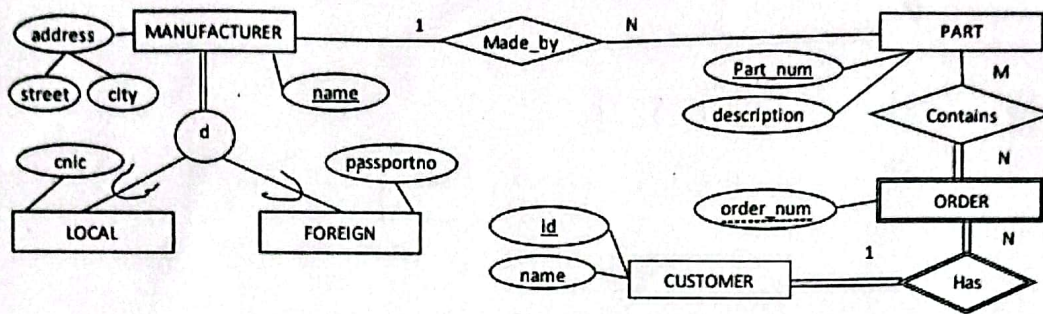 address
MANUFACTURER
1
Made_by
N
PART
street
city
name
Part_num
M
description
d
Contains
cnic
passportno
N
LOCAL
FOREIGN
order_num
ORDER
Id
N
1
name
CUSTOMER
Has